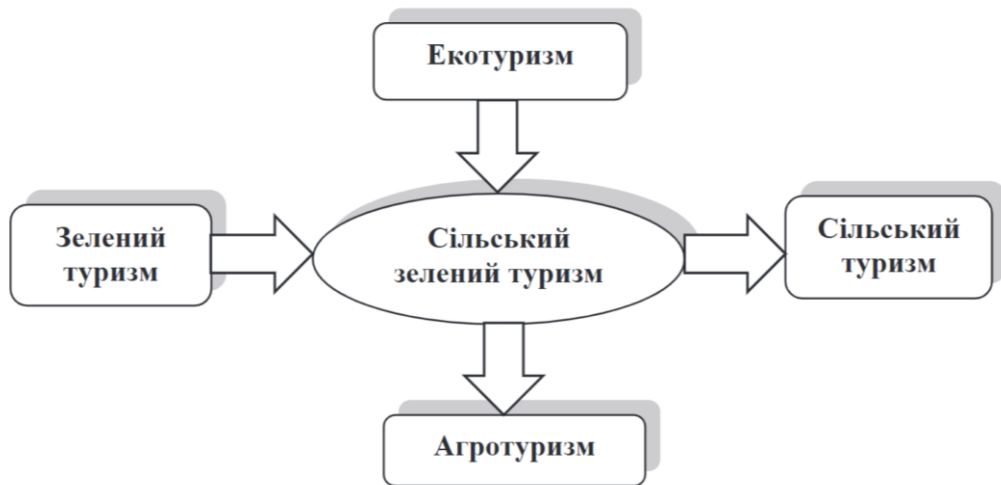 Екотуризм
Зелений
туризм
Сільський
зелений туризм
Сільський
туризм
Агротуризм